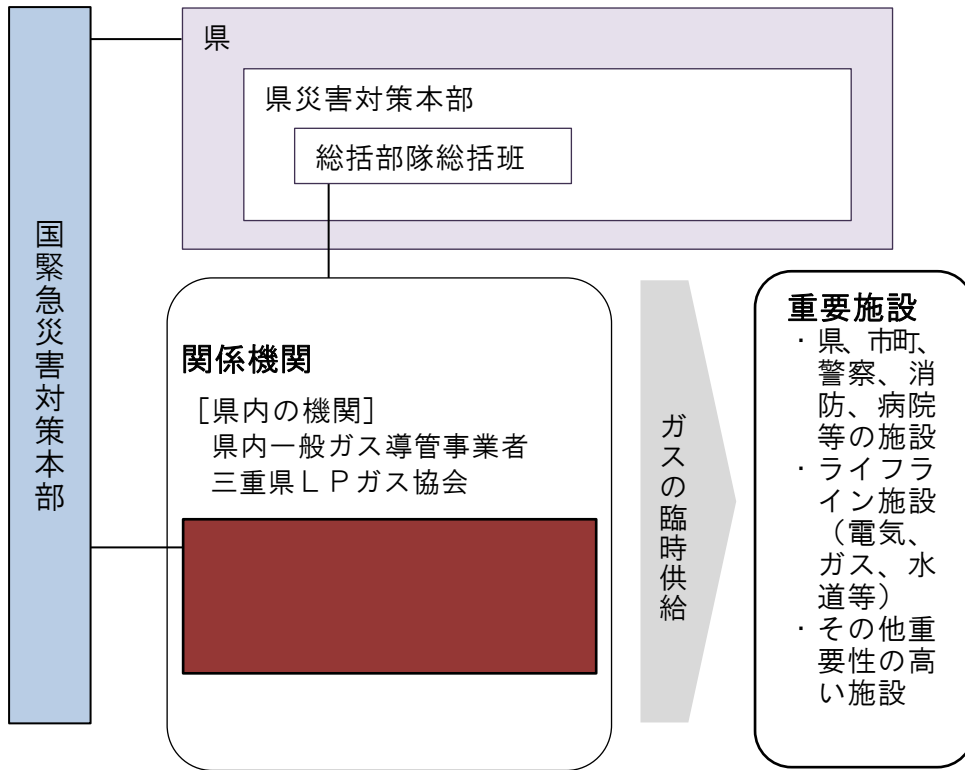 国緊急災害対策本部
県
県災害対策本部
総括部隊総括班
関係機関
［県内の機関］
県内一般ガス導管事業者
三重県ＬＰガス協会
ガスの臨時供給
重要施設
・県、市町、
警察、消
防、病院
等の施設
・ライフラ
イン施設
（電気、
ガス、水
道等）
・その他重
要性の高
い施設